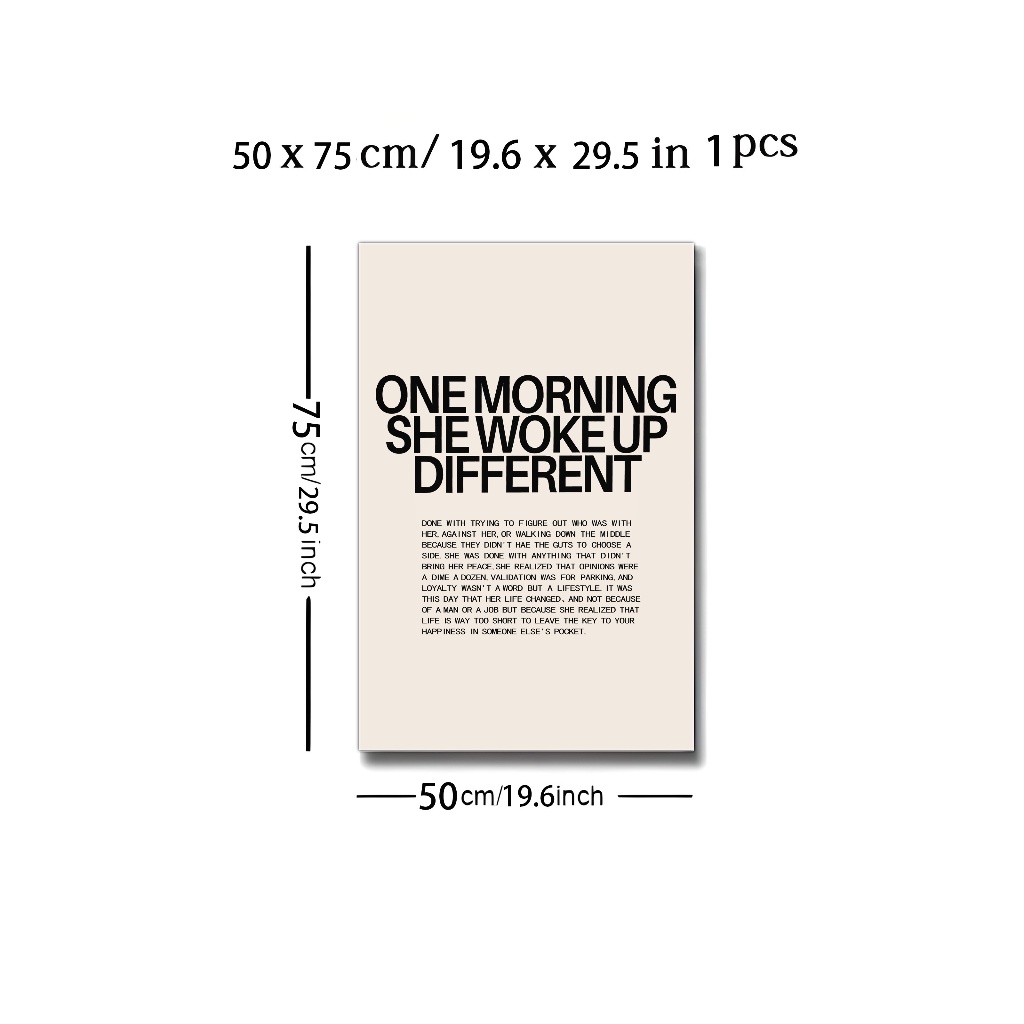 50 x 75 cm/ 19.6 x 29.5 in 1 pcs
75cm/29.5 inch
ONE MORNING
SHE WOKE UP
DIFFERENT
DONE WITH TRYING TO FIGURE OUT WHO WAS WITH
HER, AGAINST HER, OR WALKING DOWN THE MIDDLE
BECAUSE THEY DIDN'T HAE THE GUTS TO CHOOSE A
SIDE. SHE WAS DONE WITH ANYTHING THAT DIDN'T
BRING HER PEACE. SHE REALIZED THAT OPINIONS WERE
A DIME A DOZEN. VALIDATION WAS FOR PARKING, AND
LOYALTY WASN'T A WORD BUT A LIFESTYLE. IT WAS
THIS DAY THAT HER LIFE CHANGED. AND NOT BECAUSE
OF A MAN OR A JOB BUT BECAUSE SHE REALIZED THAT
LIFE IS WAY TOO SHORT TO LEAVE THE KEY TO YOUR
HAPPINESS IN SOMEONE ELSE'S POCKET.
50cm/19.6inch